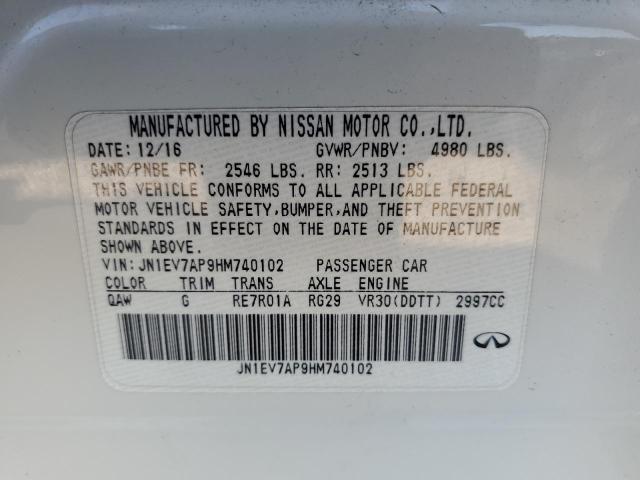 MANUFACTURED BY NISSAN MOTOR CO.,LTD.
DATE: 12/16 GVWR/PNBV: 4980 LBS.
GAWR/PNBE FR: 2546 LBS. RR: 2513 LBS.
THIS VEHICLE CONFORMS TO ALL APPLICABLE FEDERAL
MOTOR VEHICLE SAFETY,BUMPER,AND THEFT PREVENTION
STANDARDS IN EFFECT ON THE DATE OF MANUFACTURE
SHOWN ABOVE.
VIN: JN1EV7AP9HM740102 PASSENGER CAR
COLOR TRIM TRANS AXLE ENGINE
QAW G RE7R01A RG29 VR30(DDTT) 2997CC
JN1EV7AP9HM740102